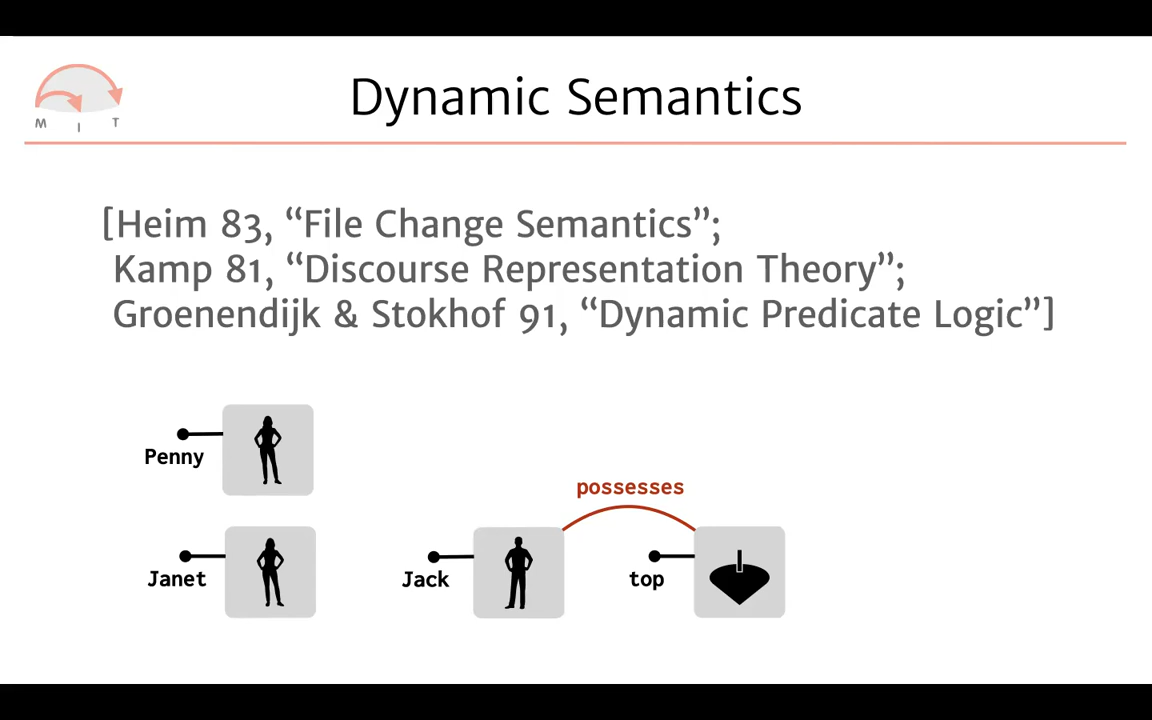 M I T
Dynamic Semantics
[Heim 83, “File Change Semantics”;
Kamp 81, “Discourse Representation Theory”;
Groenendijk & Stokhof 91, “Dynamic Predicate Logic”]
Penny
possesses
Janet
Jack
top